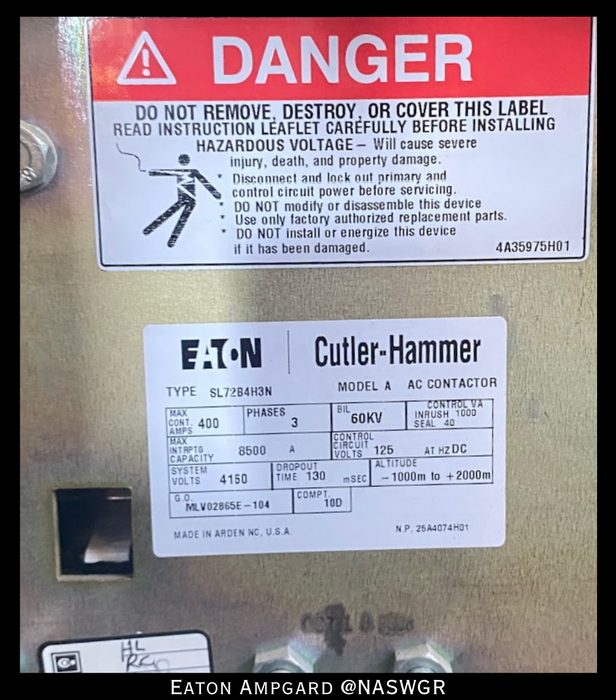 DANGER
DO NOT REMOVE, DESTROY, OR COVER THIS LABEL
READ INSTRUCTION LEAFLET CAREFULLY BEFORE INSTALLING
HAZARDOUS VOLTAGE – Will cause severe
injury, death, and property damage.
* Disconnect and lock out primary and
control circuit power before servicing.
* DO NOT modify or disassemble this device
* Use only factory authorized replacement parts.
* DO NOT install or energize this device
if it has been damaged.
4A35975H01
EATON Cutler-Hammer
TYPE SL72B4H3N MODEL A AC CONTACTOR
MAX CONT. AMPS 400 PHASES 3 BIL 60KV CONTROL VA INRUSH 1000 SEAL 40
MAX INTRPTG CAPACITY 8500 A CONTROL CIRCUIT VOLTS 125 AT HZ DC
SYSTEM VOLTS 4160 DROPOUT TIME 130 mSEC ALTITUDE -1000m to +2000m
G.O. MLV02865E-104 COMPT. 10D
MADE IN ARDEN NC, U.S.A. N.P. 25A4074H01
HL
EATON AMPGARD @NASWGR